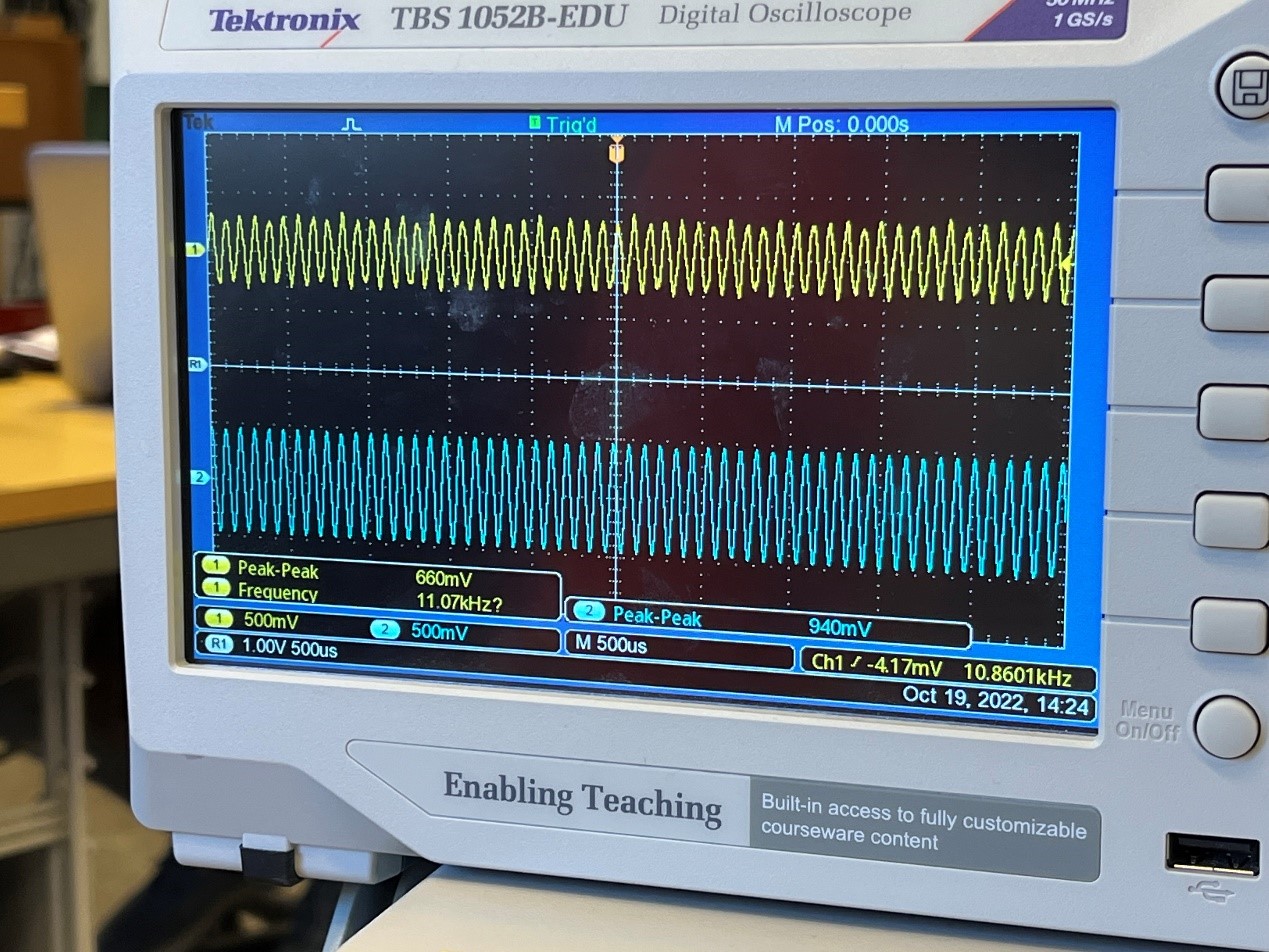 Tektronix TBS 1052B-EDU Digital Oscilloscope
50 MHz
1 GS/s
Tek T Trig'd M Pos: 0.000s
T
1
R1
2
1 Peak-Peak 660mV
1 Frequency 11.07kHz?
2 Peak-Peak 940mV
1 500mV 2 500mV
M 500us
R1 1.00V 500us
Ch1 -4.17mV 10.8601kHz
Oct 19, 2022, 14:24
Menu
On/Off
Enabling Teaching
Built-in access to fully customizable
courseware content